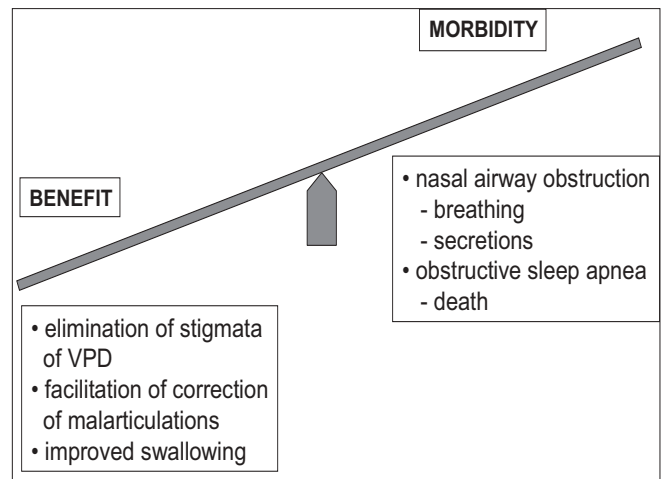 MORBIDITY
BENEFIT
• nasal airway obstruction
- breathing
- secretions
• obstructive sleep apnea
- death
• elimination of stigmata
of VPD
• facilitation of correction
of malarticulations
• improved swallowing